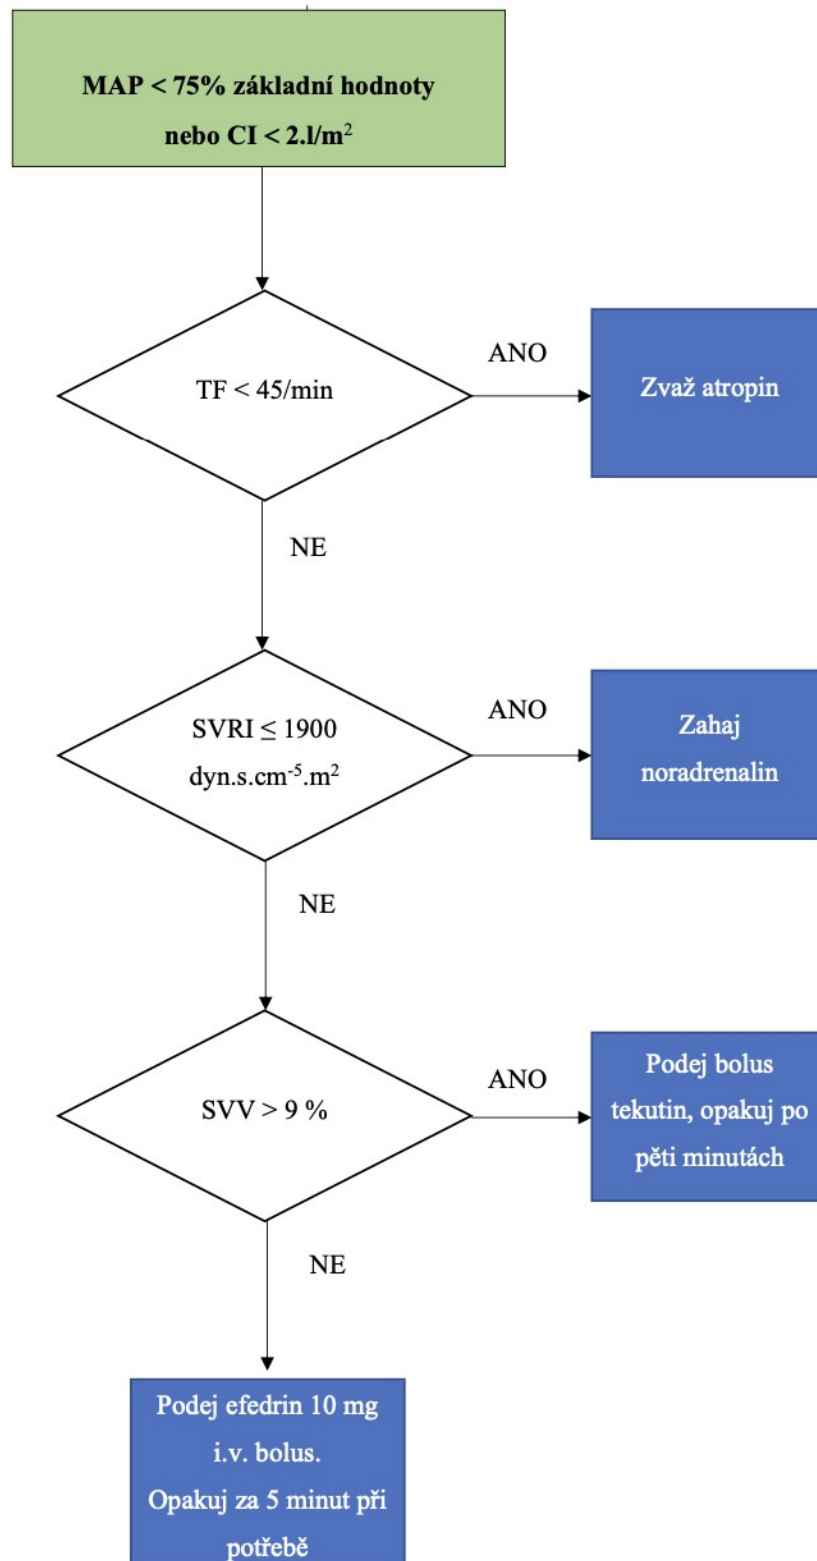 MAP < 75% základní hodnoty
nebo CI < 2.l/m²
TF < 45/min
ANO
Zvaž atropin
NE
SVRI ≤ 1900
dyn.s.cm⁻⁵.m²
ANO
Zahaj
noradrenalin
NE
SVV > 9 %
ANO
Podej bolus
tekutin, opakuj po
pěti minutách
NE
Podej efedrin 10 mg
i.v. bolus.
Opakuj za 5 minut při
potřebě